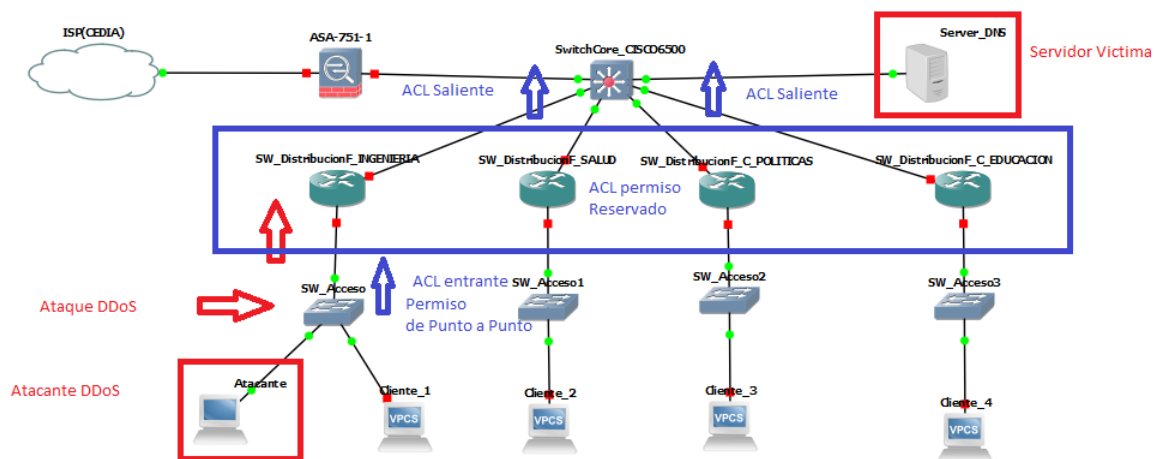 ISP(CEDIA)
ASA-751-1
SwitchCore_CISCO6500
Server_DNS
Servidor Victima
ACL Saliente
ACL Saliente
SW_DistribucionF_INGENIERIA
SW_DistribucionF_SALUD
SW_DistribucionF_C_POLITICAS
SW_DistribucionF_C_EDUCACION
ACL permiso
Reservado
SW_Acceso
ACL entrante
Permiso
de Punto a Punto
SW_Acceso1
SW_Acceso2
SW_Acceso3
Ataque DDoS
Atacante DDoS
Atacante
Cliente_1
VPCS
Cliente_2
VPCS
Cliente_3
VPCS
Cliente_4
VPCS